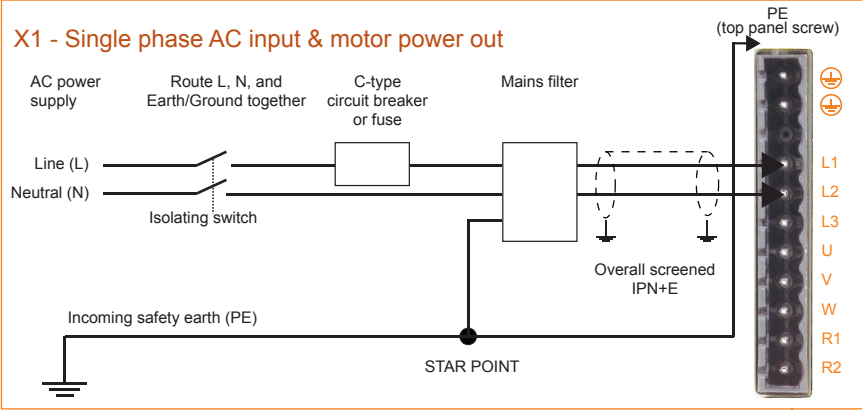 X1 - Single phase AC input & motor power out
PE
(top panel screw)
AC power
supply
Route L, N, and
Earth/Ground together
C-type
circuit breaker
or fuse
Mains filter
Line (L)
Neutral (N)
Isolating switch
Overall screened
IPN+E
Incoming safety earth (PE)
STAR POINT
L1
L2
L3
U
V
W
R1
R2